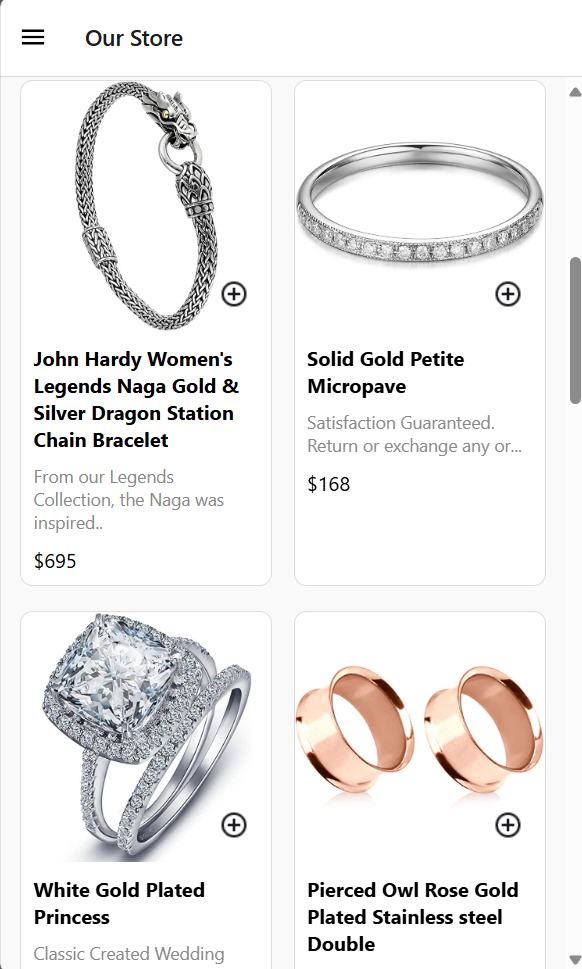 Our Store
John Hardy Women's
Legends Naga Gold &
Silver Dragon Station
Chain Bracelet
From our Legends
Collection, the Naga was
inspired..
$695
Solid Gold Petite
Micropave
Satisfaction Guaranteed.
Return or exchange any or...
$168
White Gold Plated
Princess
Classic Created Wedding
Pierced Owl Rose Gold
Plated Stainless steel
Double